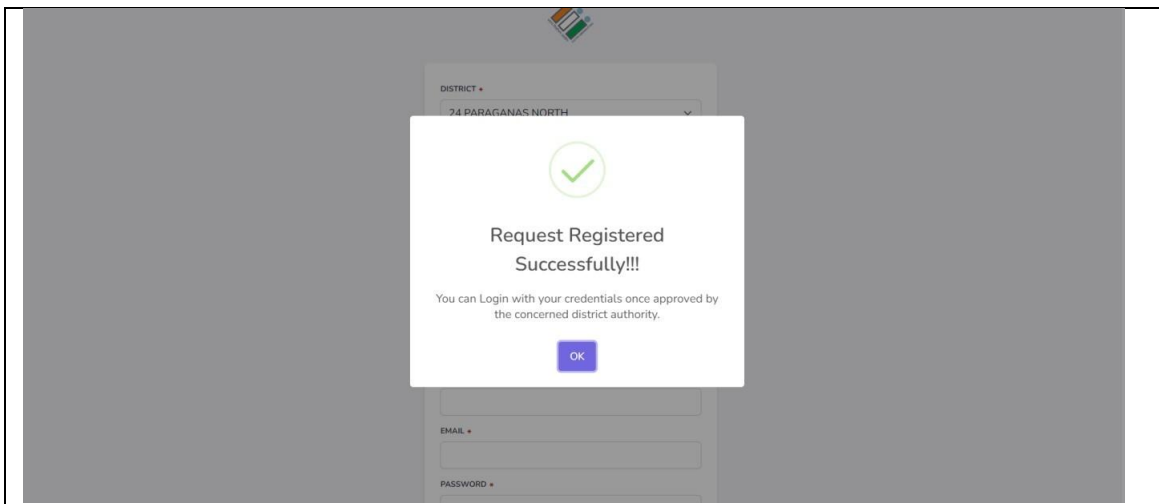 DISTRICT •
24 PARAGANAS NORTH
Request Registered
Successfully!!!
You can Login with your credentials once approved by
the concerned district authority.
OK
EMAIL •
PASSWORD •